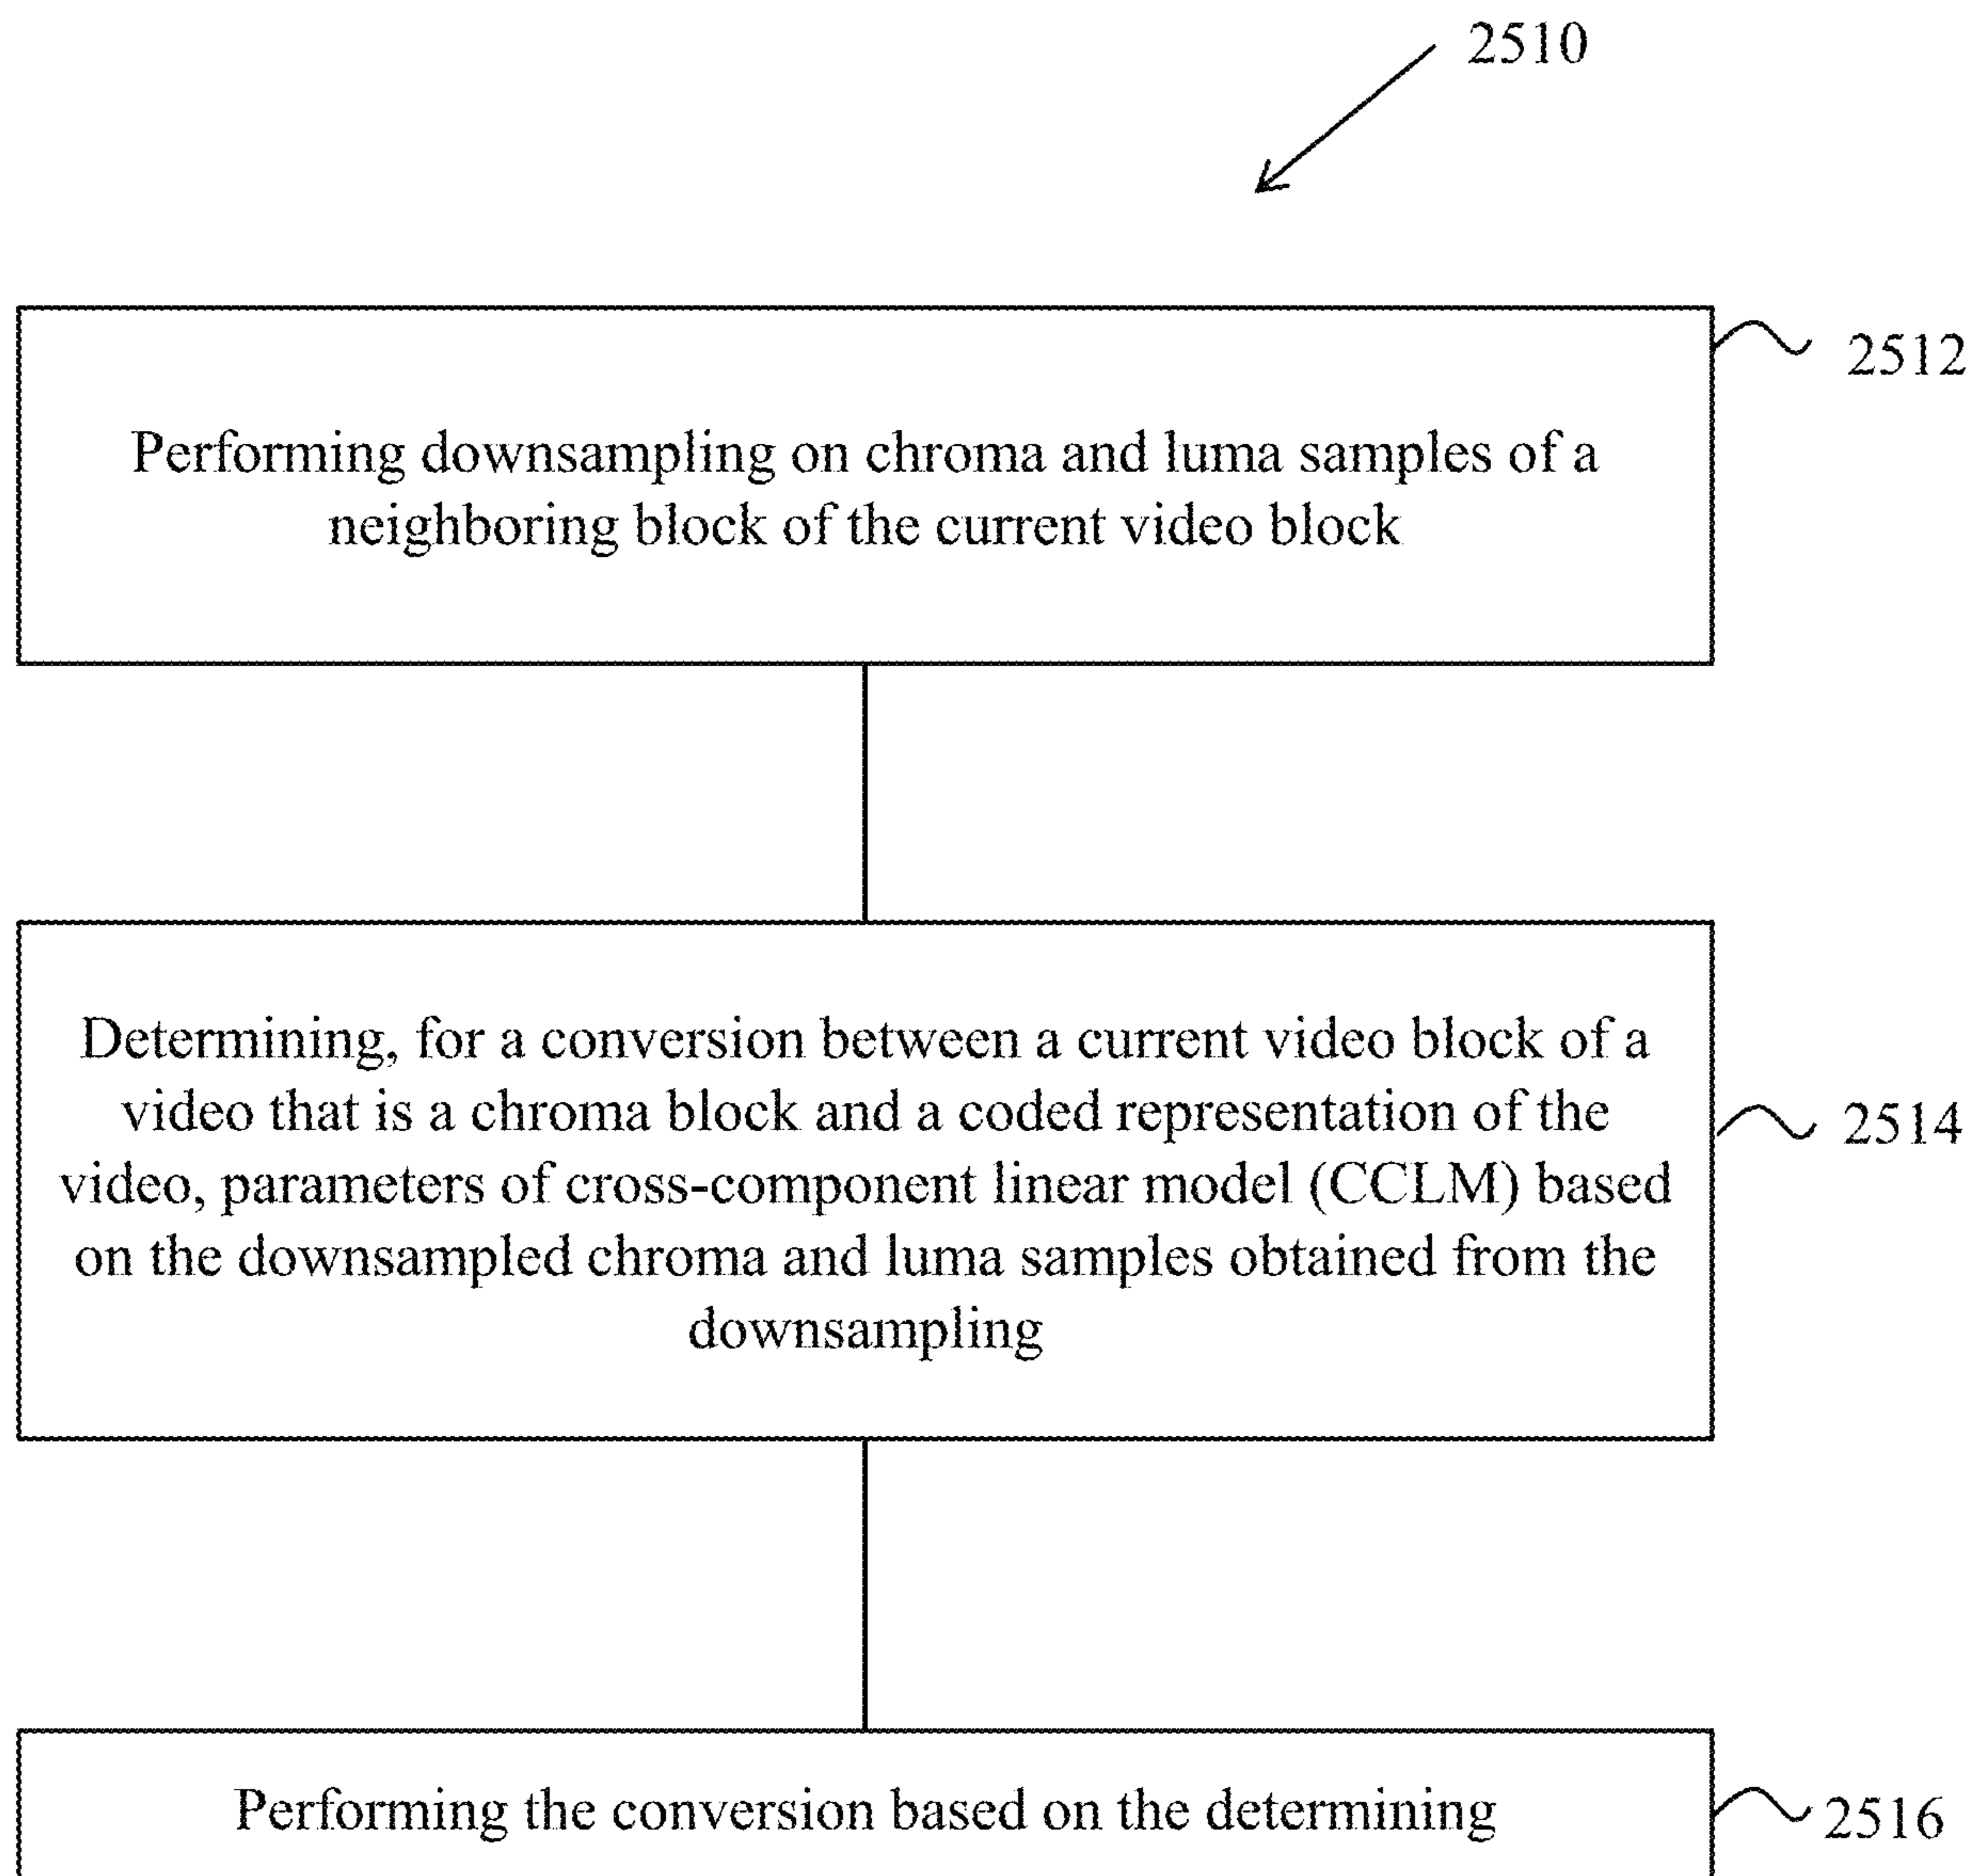 2510
2512
Performing downsampling on chroma and luma samples of a
neighboring block of the current video block
Determining, for a conversion between a current video block of a
video that is a chroma block and a coded representation of the
video, parameters of cross-component linear model (CCLM) based
on the downsampled chroma and luma samples obtained from the
downsampling
2514
Performing the conversion based on the determining
2516